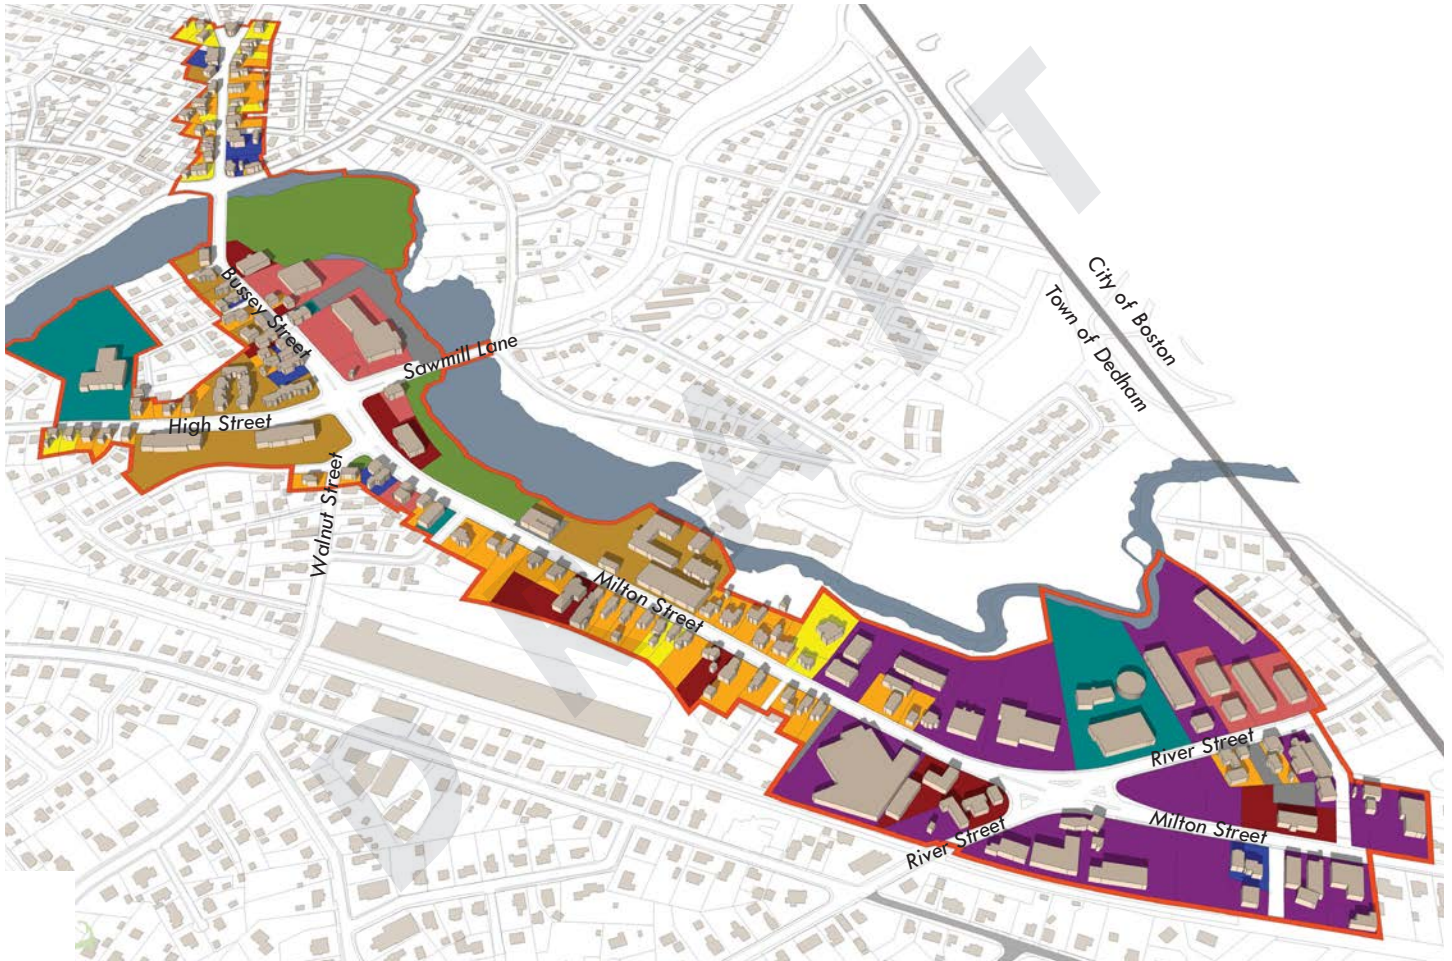 City of Boston
Town of Dedham
Bussey Street
Sawmill Lane
High Street
Walnut Street
Milton Street
River Street
Milton Street
River Street
DRAFT